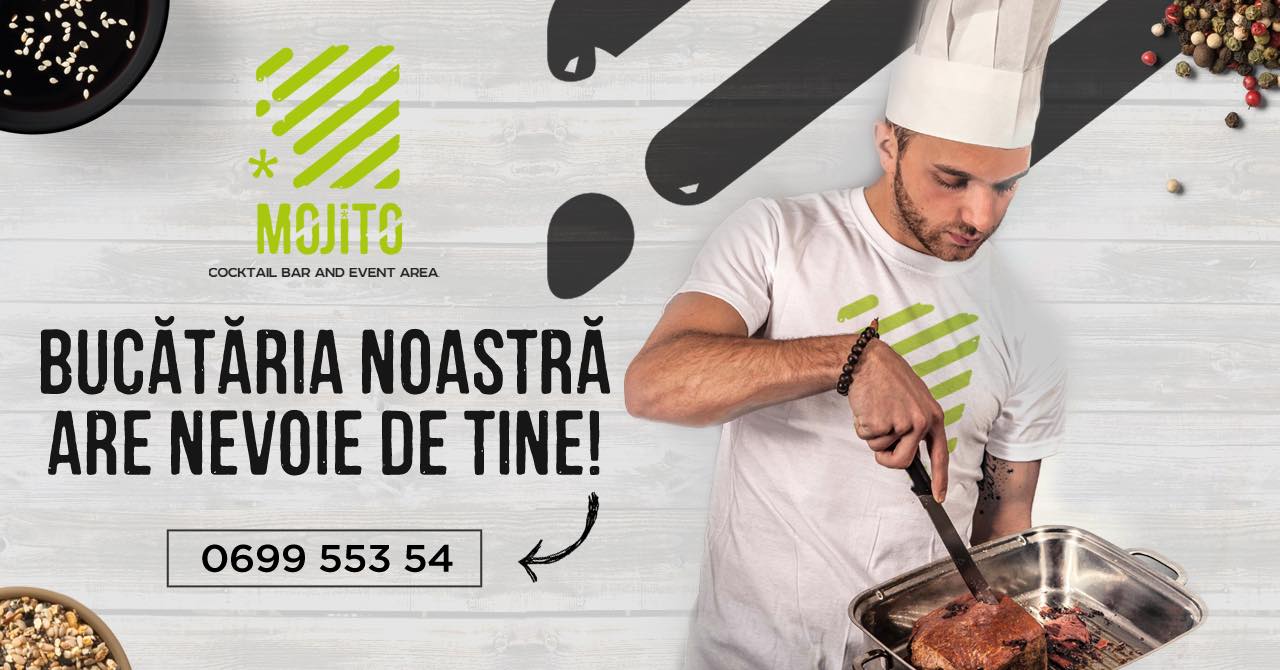 MOJITO
COCKTAIL BAR AND EVENT AREA
BUCĂTĂRIA NOASTRĂ
ARE NEVOIE DE TINE!
0699 553 54